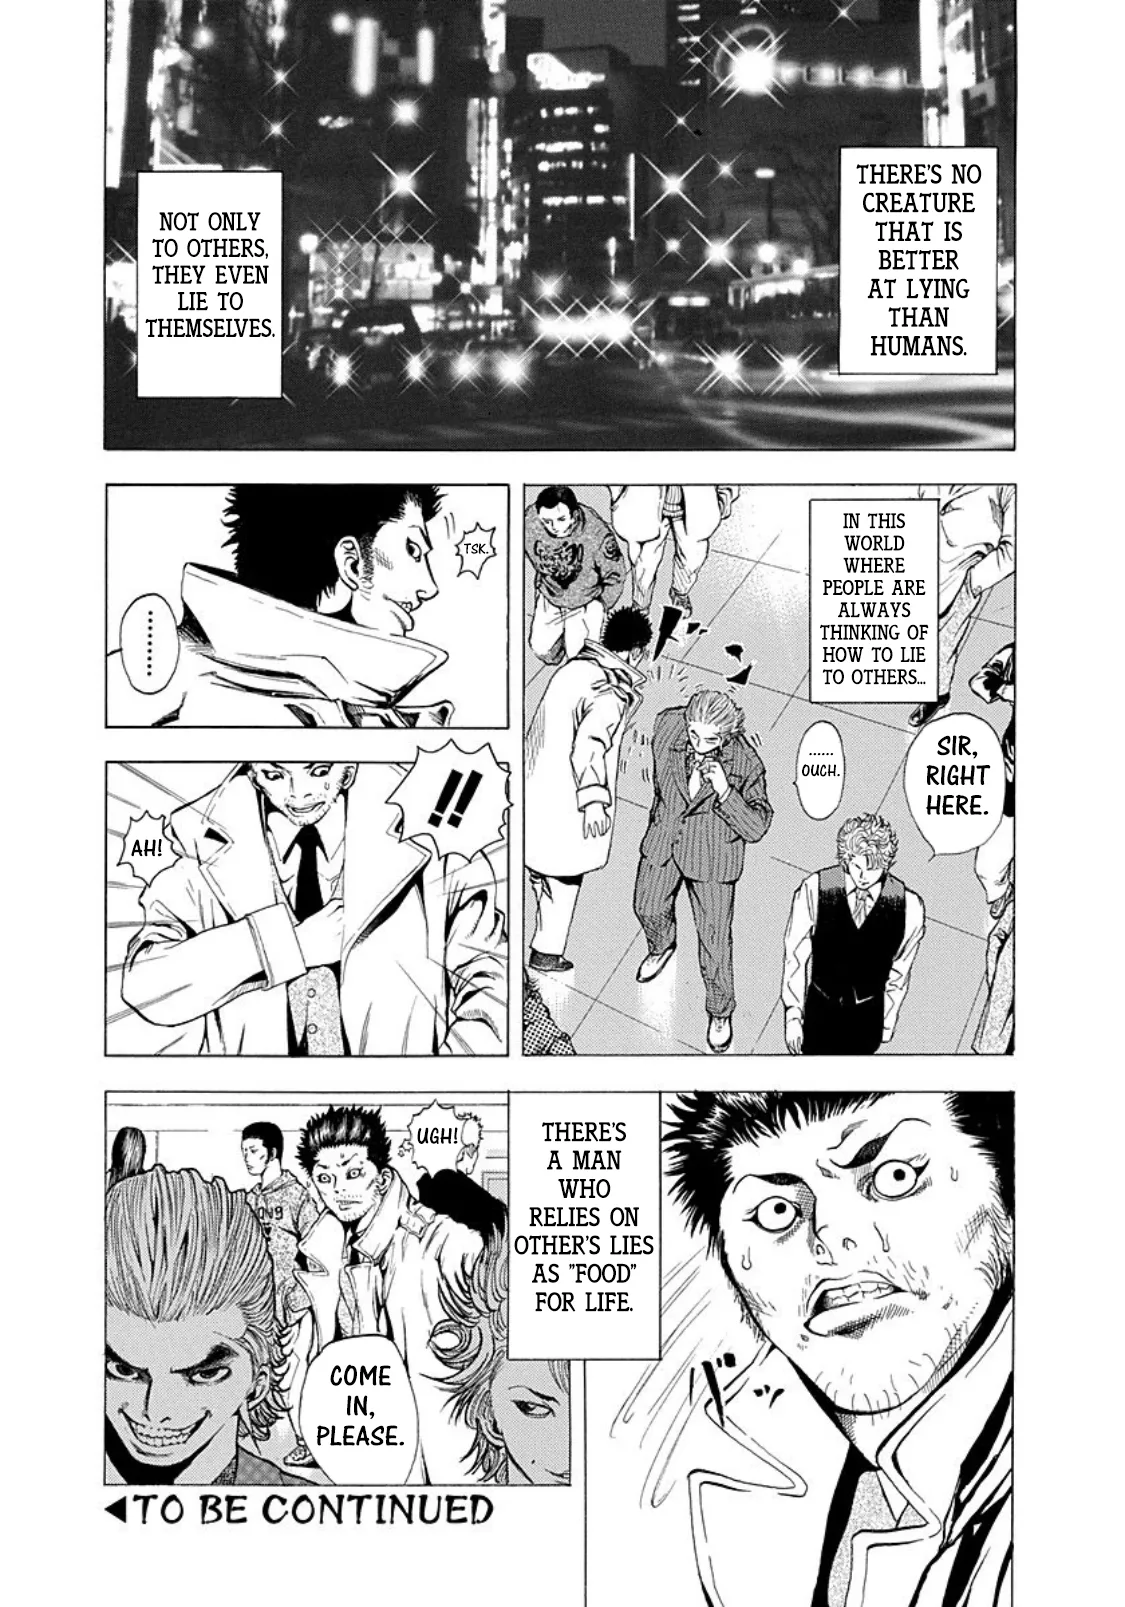 THERE'S NO
CREATURE
THAT IS
BETTER
AT LYING
THAN
HUMANS.
NOT ONLY
TO OTHERS,
THEY EVEN
LIE TO
THEMSELVES.
IN THIS
WORLD
WHERE
PEOPLE ARE
ALWAYS
THINKING OF
HOW TO LIE
TO OTHERS...
SIR,
RIGHT
HERE.
......
OUCH.
TSK.
.........
!!
AH!
THERE'S
A MAN
WHO
RELIES ON
OTHER'S LIES
AS "FOOD"
FOR LIFE.
バッ
UGH!
COME
IN,
PLEASE.
◀TO BE CONTINUED